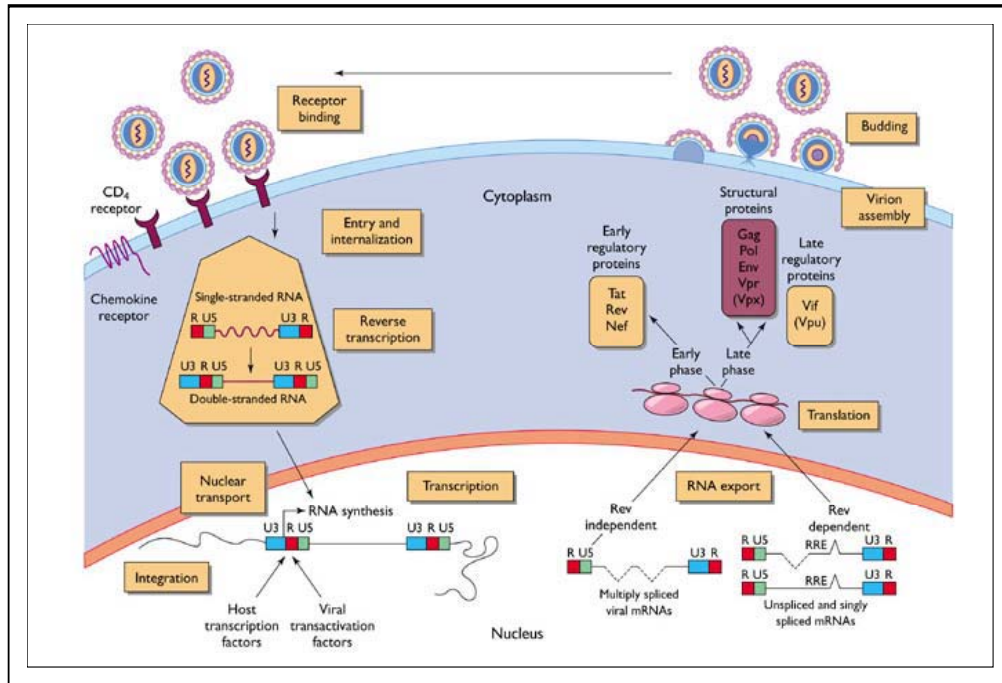 Receptor
binding
Budding
CD4
receptor
Cytoplasm
Structural
proteins
Virion
assembly
Entry and
internalization
Early
regulatory
proteins
Gag
Pol
Env
Vpr
(Vpx)
Late
regulatory
proteins
Chemokine
receptor
Single-stranded RNA
R U5
U3 R
Reverse
transcription
Tat
Rev
Nef
Vif
(Vpu)
U3 R U5
U3 R U5
Double-stranded RNA
Early
phase
Late
phase
Translation
Nuclear
transport
Transcription
RNA export
RNA synthesis
U3
R U5
U3 R U5
Rev
independent
Rev
dependent
R U5
U3 R
R U5
RRE
U3 R
Integration
Multiply spliced
viral mRNAs
R U5
RRE
U3 R
Unspliced and singly
spliced mRNAs
Host
transcription
factors
Viral
transactivation
factors
Nucleus